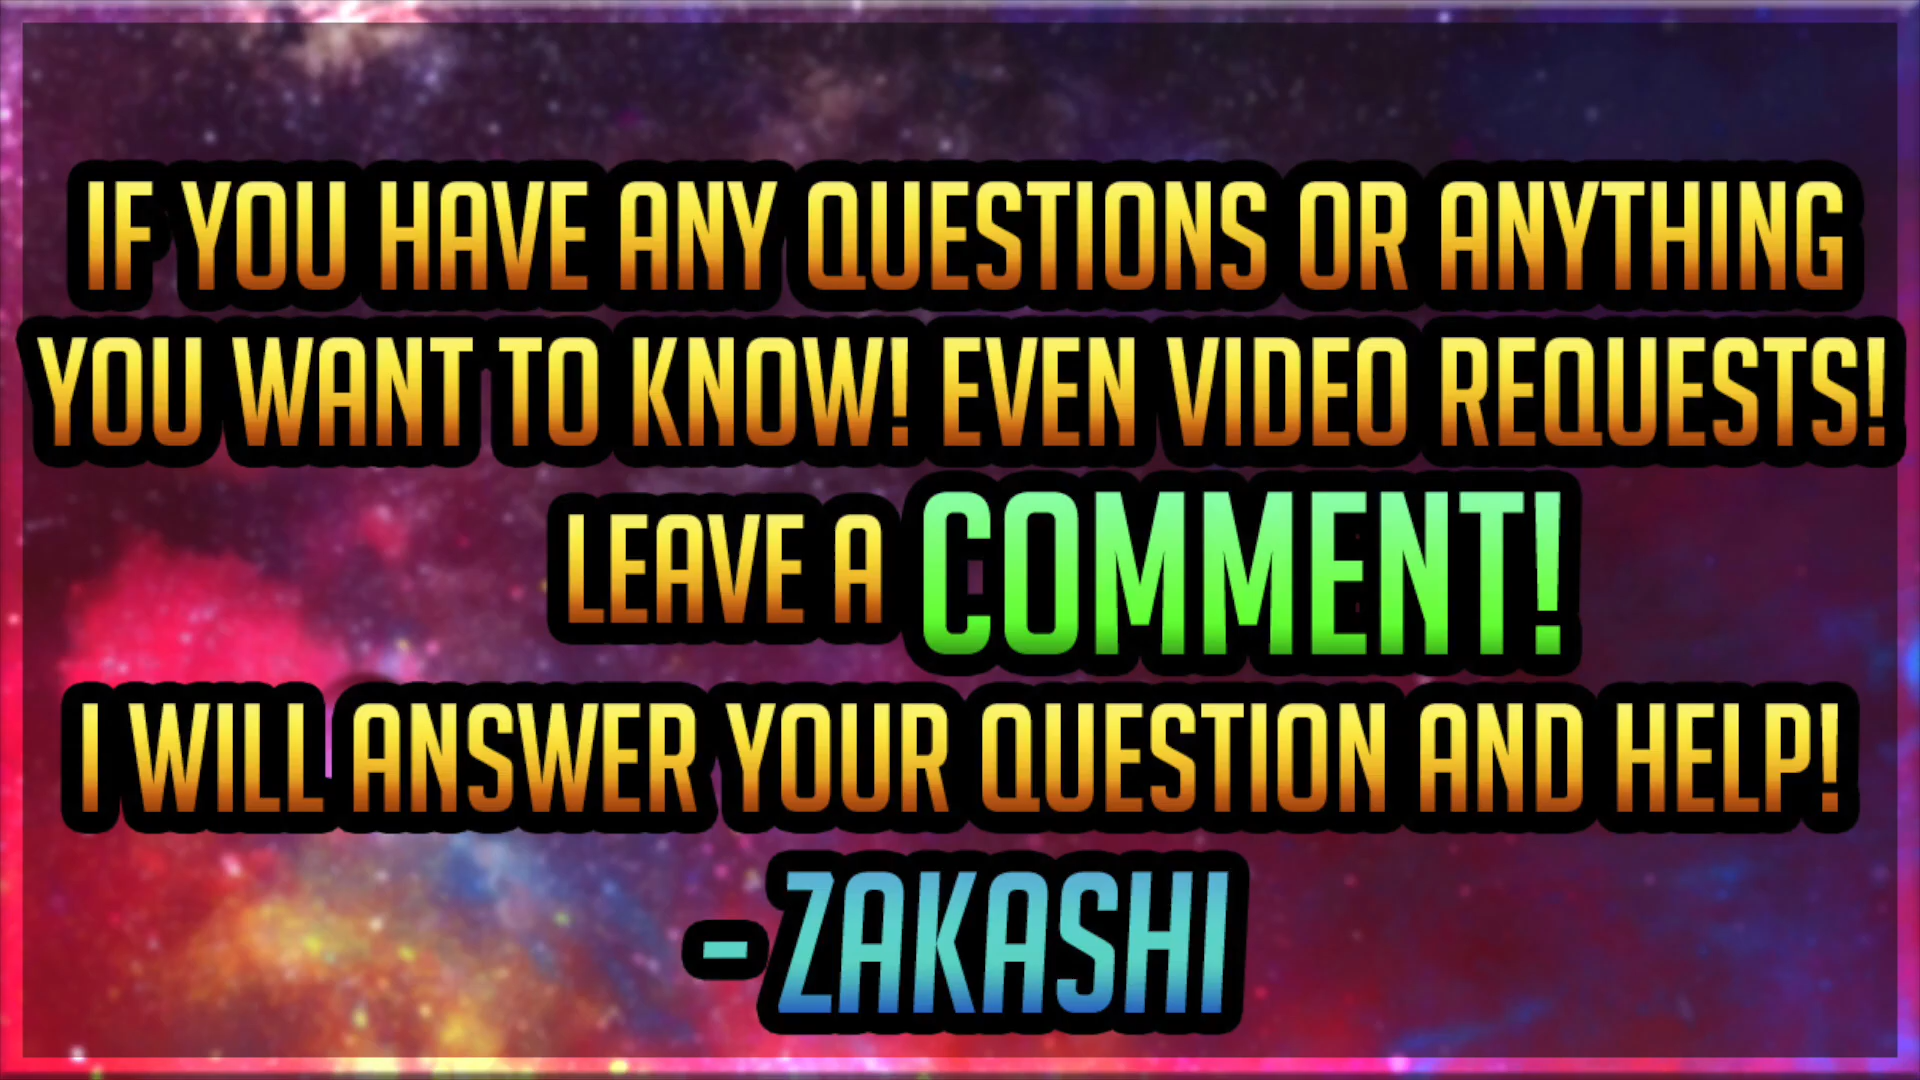 IF YOU HAVE ANY QUESTIONS OR ANYTHING
YOU WANT TO KNOW! EVEN VIDEO REQUESTS!
LEAVE A COMMENT!
I WILL ANSWER YOUR QUESTION AND HELP!
- ZAKASHI